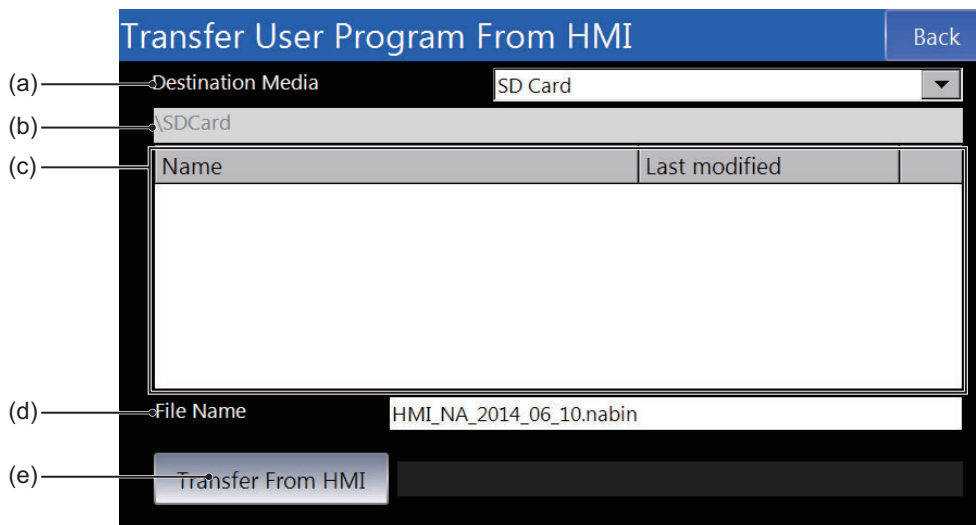 Transfer User Program From HMI Back
(a) Destination Media SD Card
(b) \SDCard
(c) Name Last modified
(d) File Name HMI_NA_2014_06_10.nabin
(e) Transfer From HMI